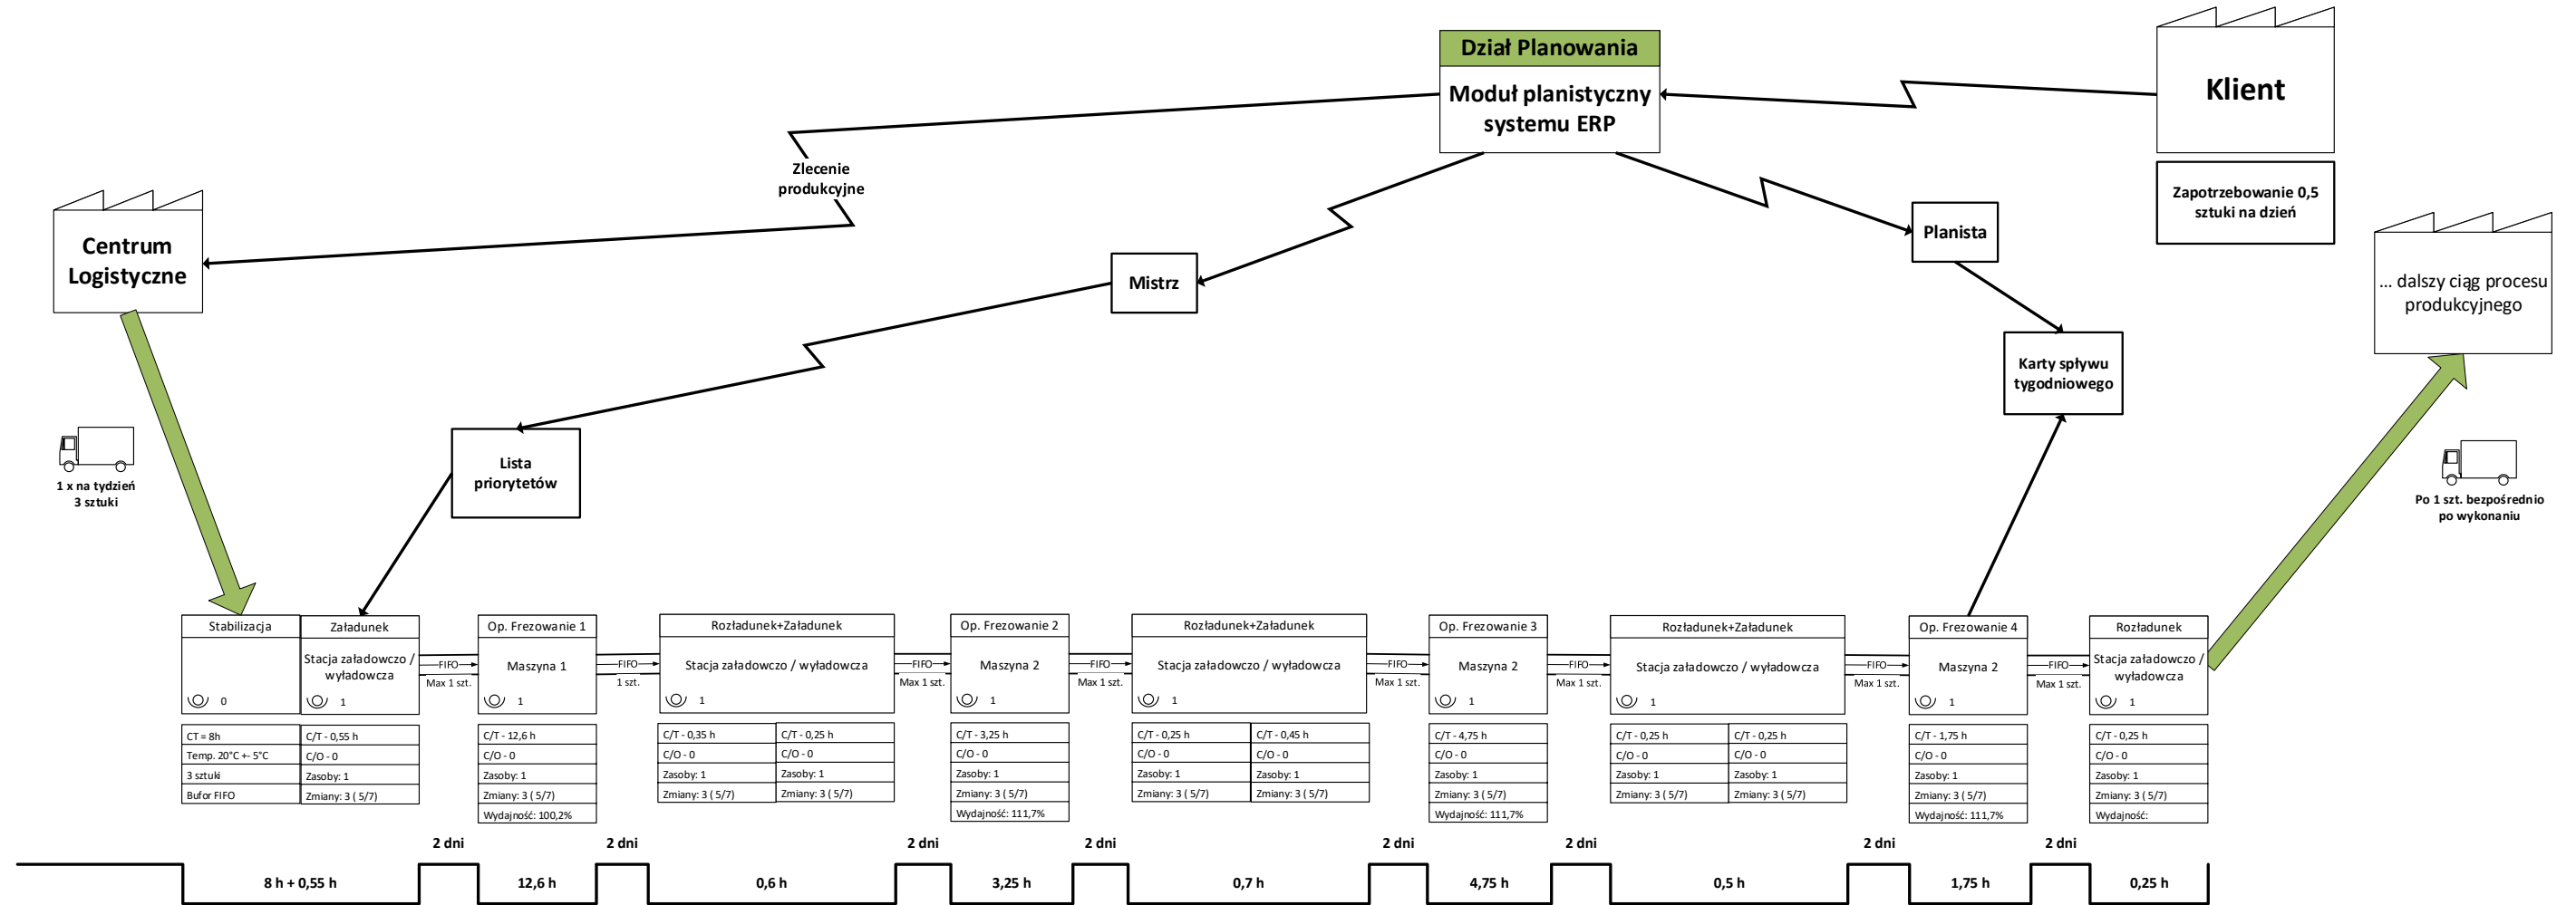 Dział Planowania
Moduł planistyczny
systemu ERP
Klient
Zapotrzebowanie 0,5
sztuki na dzień
Zlecenie
produkcyjne
Centrum
Logistyczne
Mistrz
Planista
... dalszy ciąg procesu
produkcyjnego
Karty spływu
tygodniowego
Lista
priorytetów
1 x na tydzień
3 sztuki
Po 1 szt. bezpośrednio
po wykonaniu
Stabilizacja
0
CT = 8h
Temp. 20°C +- 5°C
3 sztuki
Bufor FIFO
Załadunek
Stacja załadowczo /
wyładowcza
1
C/T - 0,55 h
C/O - 0
Zasoby: 1
Zmiany: 3 ( 5/7)
FIFO
Max 1 szt.
Op. Frezowanie 1
Maszyna 1
1
C/T - 12,6 h
C/O - 0
Zasoby: 1
Zmiany: 3 ( 5/7)
Wydajność: 100,2%
FIFO
1 szt.
Rozładunek+Załadunek
Stacja załadowczo / wyładowcza
1
C/T - 0,35 h
C/O - 0
Zasoby: 1
Zmiany: 3 ( 5/7)
C/T - 0,25 h
C/O - 0
Zasoby: 1
Zmiany: 3 ( 5/7)
FIFO
Max 1 szt.
Op. Frezowanie 2
Maszyna 2
1
C/T - 3,25 h
C/O - 0
Zasoby: 1
Zmiany: 3 ( 5/7)
Wydajność: 111,7%
FIFO
Max 1 szt.
Rozładunek+Załadunek
Stacja załadowczo / wyładowcza
1
C/T - 0,25 h
C/O - 0
Zasoby: 1
Zmiany: 3 ( 5/7)
C/T - 0,45 h
C/O - 0
Zasoby: 1
Zmiany: 3 ( 5/7)
FIFO
Max 1 szt.
Op. Frezowanie 3
Maszyna 2
1
C/T - 4,75 h
C/O - 0
Zasoby: 1
Zmiany: 3 ( 5/7)
Wydajność: 111,7%
FIFO
Max 1 szt.
Rozładunek+Załadunek
Stacja załadowczo / wyładowcza
1
C/T - 0,25 h
C/O - 0
Zasoby: 1
Zmiany: 3 ( 5/7)
C/T - 0,25 h
C/O - 0
Zasoby: 1
Zmiany: 3 ( 5/7)
FIFO
Max 1 szt.
Op. Frezowanie 4
Maszyna 2
1
C/T - 1,75 h
C/O - 0
Zasoby: 1
Zmiany: 3 ( 5/7)
Wydajność: 111,7%
FIFO
Max 1 szt.
Rozładunek
Stacja załadowczo /
wyładowcza
1
C/T - 0,25 h
C/O - 0
Zasoby: 1
Zmiany: 3 ( 5/7)
Wydajność:
2 dni
2 dni
2 dni
2 dni
2 dni
2 dni
2 dni
2 dni
8 h + 0,55 h
12,6 h
0,6 h
3,25 h
0,7 h
4,75 h
0,5 h
1,75 h
0,25 h